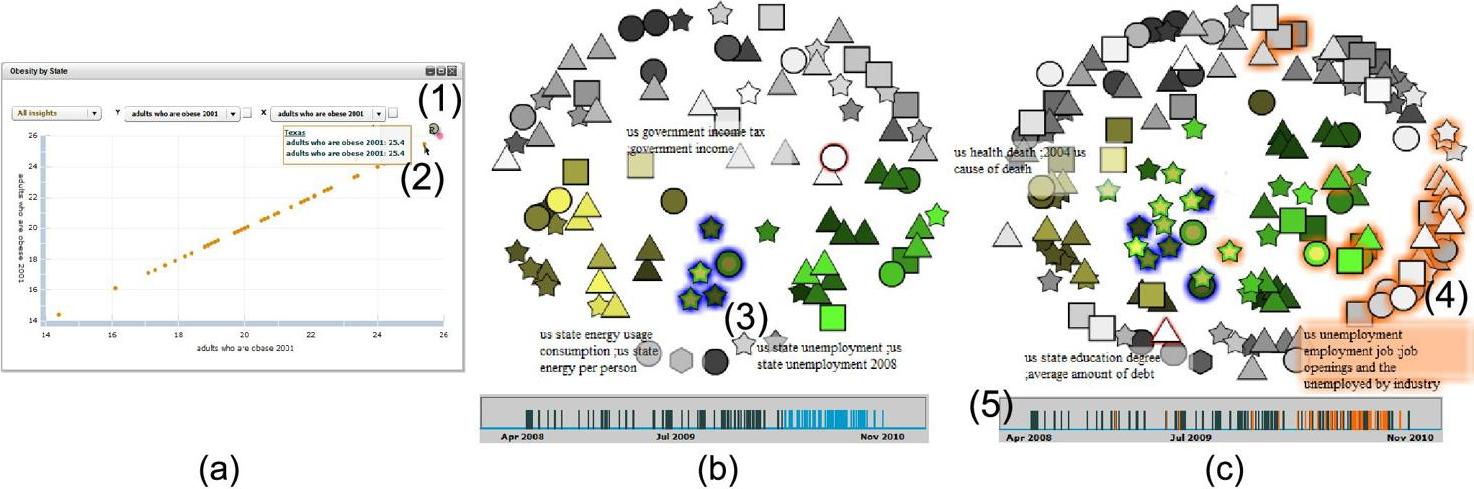 Obesity by State
(1)
All insights
Y
adults who are obese 2001
X
adults who are obese 2001
Texas
adults who are obese 2001: 25.4
adults who are obese 2001: 25.4
(2)
26
24
22
20
18
16
14
adults who are obese 2001
14
16
18
20
22
24
26
adults who are obese 2001
(a)
us government income tax
;government income
(3)
us state energy usage
consumption ;us state
energy per person
us state unemployment ;us
state unemployment 2008
Apr 2008
Jul 2009
Nov 2010
(b)
us health death ;2004 us
cause of death
(4)
us state education degree
;average amount of debt
us unemployment
employment job ;job
openings and the
unemployed by industry
(5)
Apr 2008
Jul 2009
Nov 2010
(c)